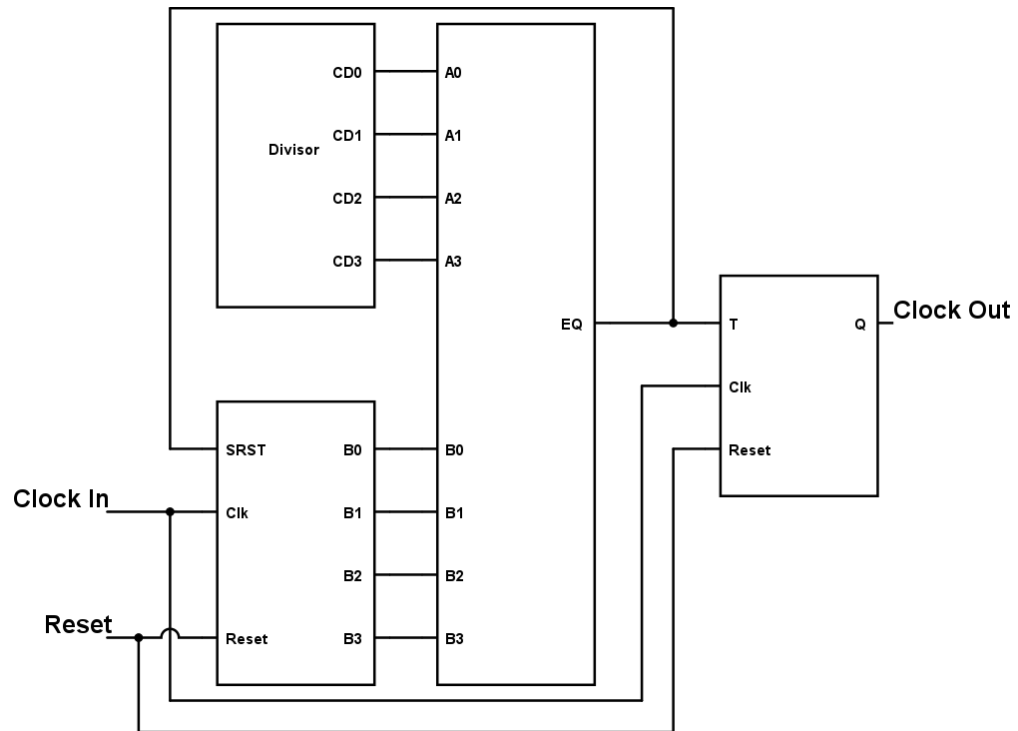 CD0
CD1
Divisor
CD2
CD3
A0
A1
A2
A3
EQ
T
Q
Clock Out
Clk
Reset
SRST
B0
B0
Clock In
Clk
B1
B1
B2
B2
Reset
Reset
B3
B3